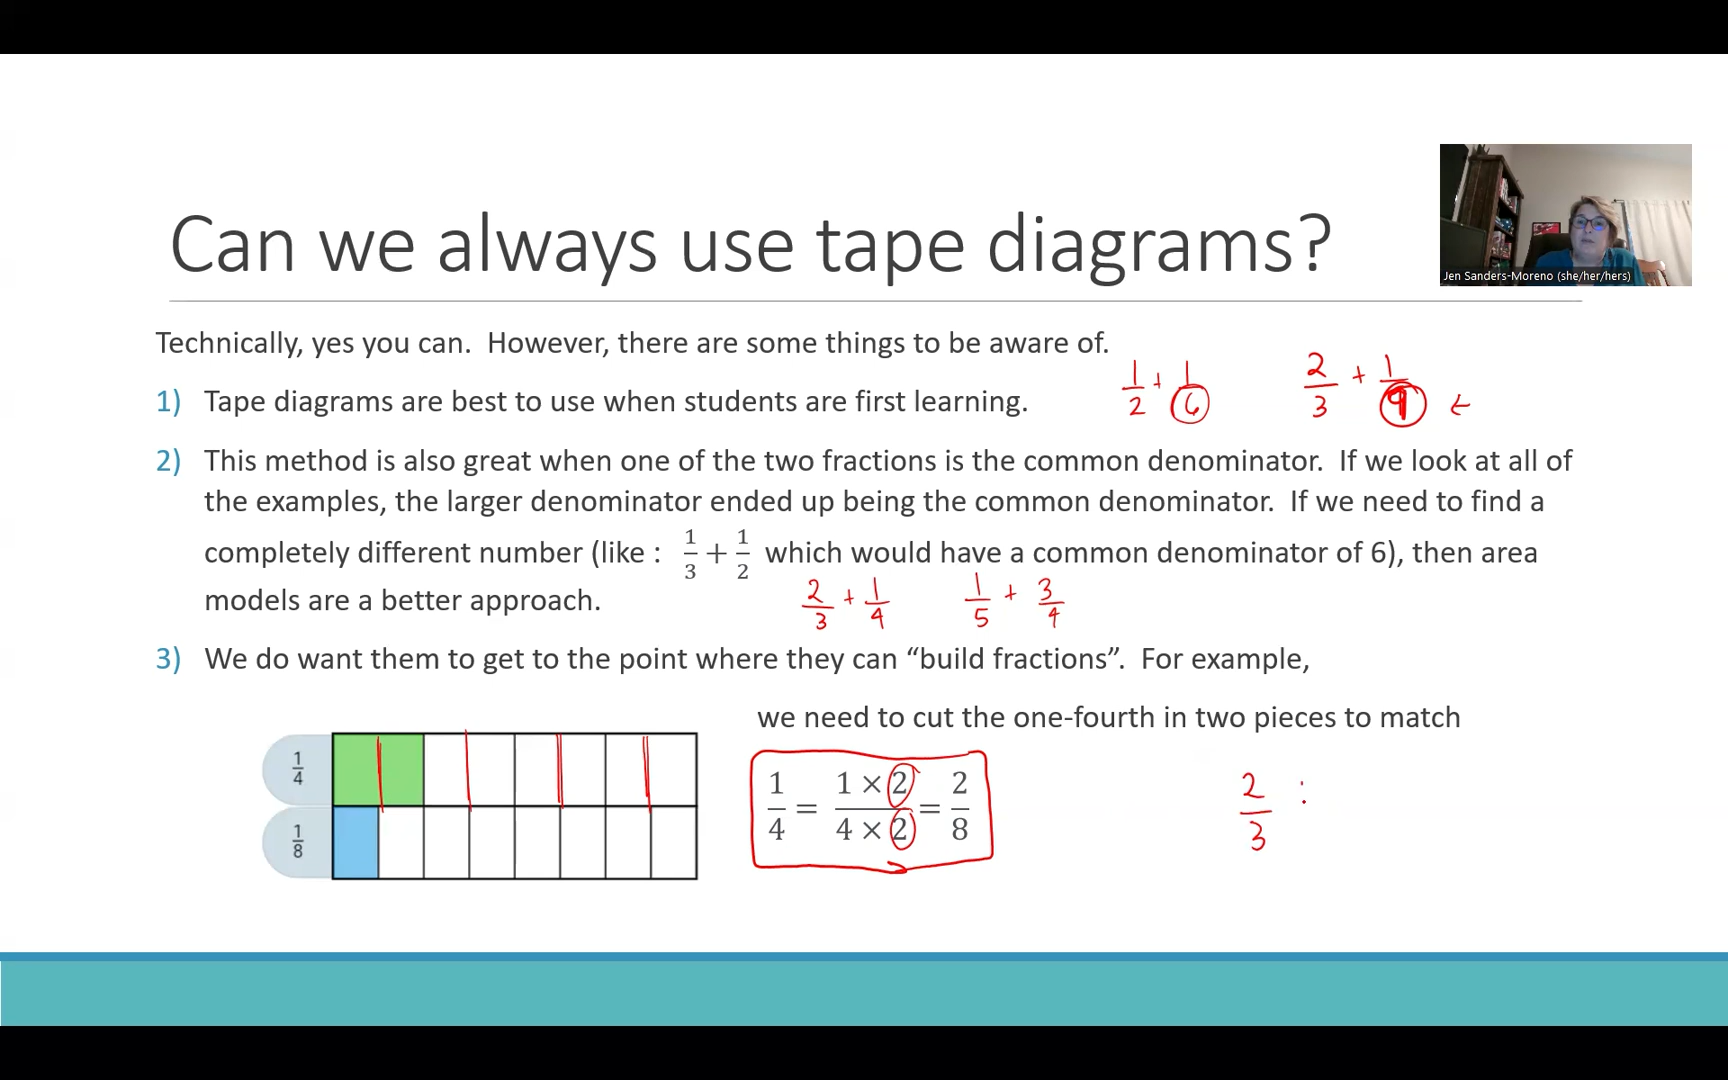 Can we always use tape diagrams?
Jen Sanders-Moreno (she/her/hers)
Technically, yes you can. However, there are some things to be aware of.
1/2 + 1/6 2/3 + 1/9 ←
1) Tape diagrams are best to use when students are first learning.
2) This method is also great when one of the two fractions is the common denominator. If we look at all of
the examples, the larger denominator ended up being the common denominator. If we need to find a
completely different number (like : 1/3 + 1/2 which would have a common denominator of 6), then area
models are a better approach. 2/3 + 1/4 1/5 + 3/4
3) We do want them to get to the point where they can “build fractions”. For example,
we need to cut the one-fourth in two pieces to match
1/4
1/8
1/4 = 1 × 2/4 × 2 = 2/8
2/3 :